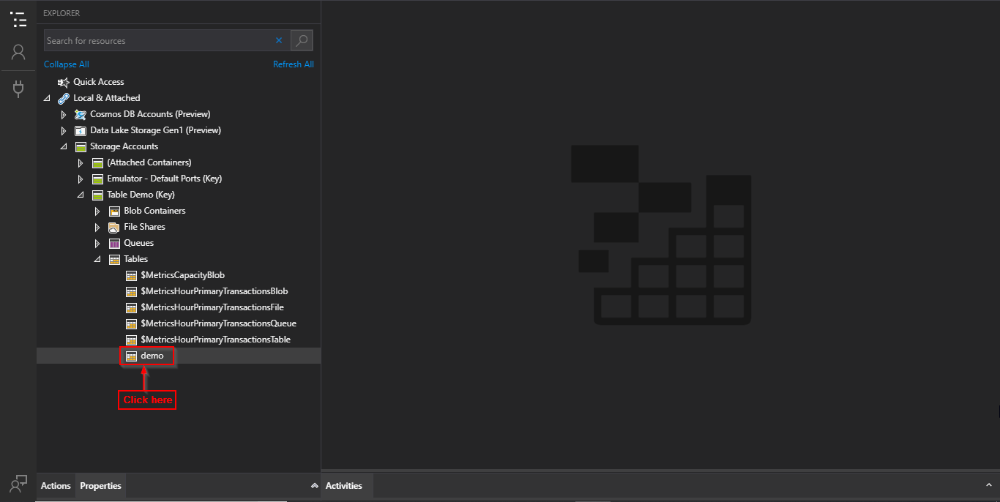 EXPLORER
Search for resources
Collapse All
Refresh All
Quick Access
Local & Attached
Cosmos DB Accounts (Preview)
Data Lake Storage Gen1 (Preview)
Storage Accounts
(Attached Containers)
Emulator - Default Ports (Key)
Table Demo (Key)
Blob Containers
File Shares
Queues
Tables
$MetricsCapacityBlob
$MetricsHourPrimaryTransactionsBlob
$MetricsHourPrimaryTransactionsFile
$MetricsHourPrimaryTransactionsQueue
$MetricsHourPrimaryTransactionsTable
demo
Click here
Actions
Properties
Activities